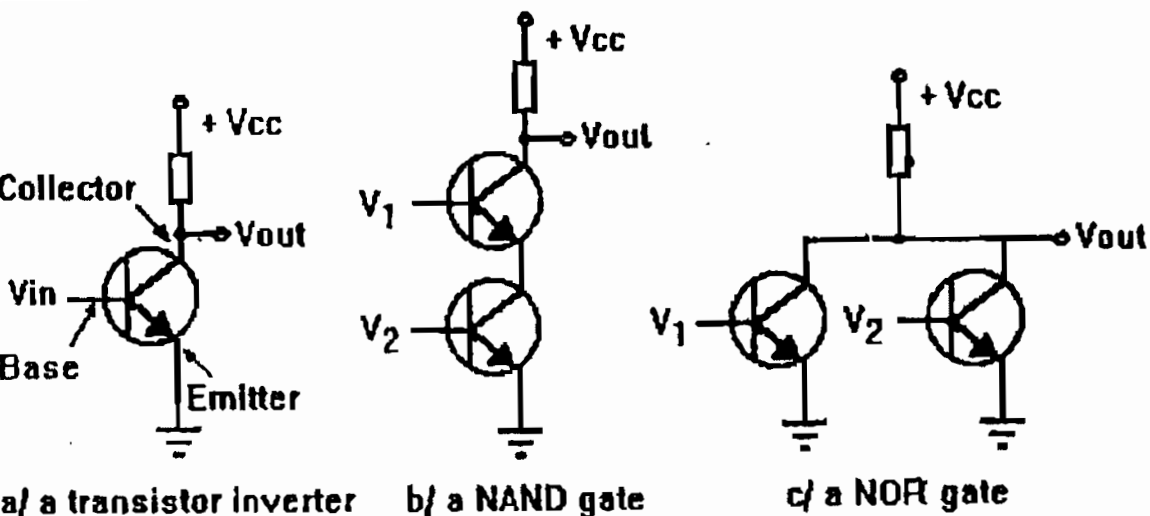 + Vcc
Collector
Vout
Vin
Base
Emitter
a/ a transistor inverter
+ Vcc
Vout
V1
V2
b/ a NAND gate
+ Vcc
Vout
V1
V2
c/ a NOR gate